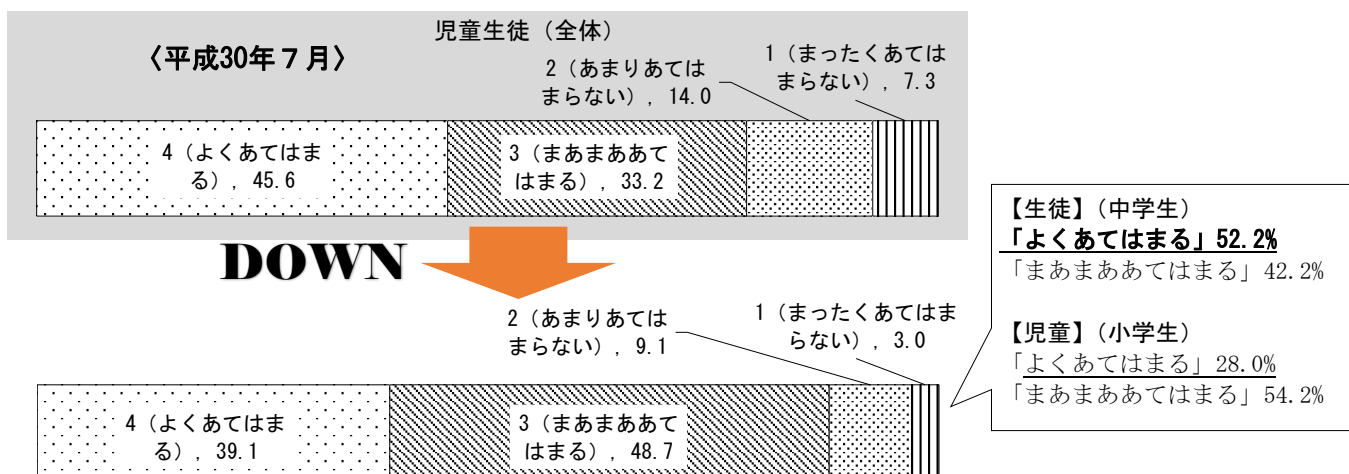 児童生徒（全体）
〈平成30年７月〉
2（あまりあては
まらない）, 14.0
1（まったくあては
まらない）, 7.3
4（よくあてはま
る）, 45.6
3（まあまああて
はまる）, 33.2
DOWN
【生徒】（中学生）
「よくあてはまる」52.2%
「まあまああてはまる」42.2%
【児童】（小学生）
「よくあてはまる」28.0%
「まあまああてはまる」54.2%
2（あまりあては
まらない）, 9.1
1（まったくあてはま
らない）, 3.0
4（よくあてはま
る）, 39.1
3（まあまああて
はまる）, 48.7